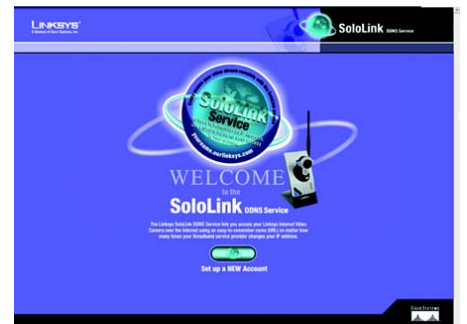 LINKSYS
A Division of Cisco Systems, Inc.
SoloLink DDNS Service
SoloLink
Service
yourname.ourlinksys.com
WELCOME
to the
SoloLink DDNS Service
The Linksys SoloLink DDNS Service lets you access your Linksys Internet Video
Camera over the Internet using an easy-to-remember name (URL) no matter how
many times your Broadband service provider changes your IP address.
Set up a NEW Account
CISCO SYSTEMS